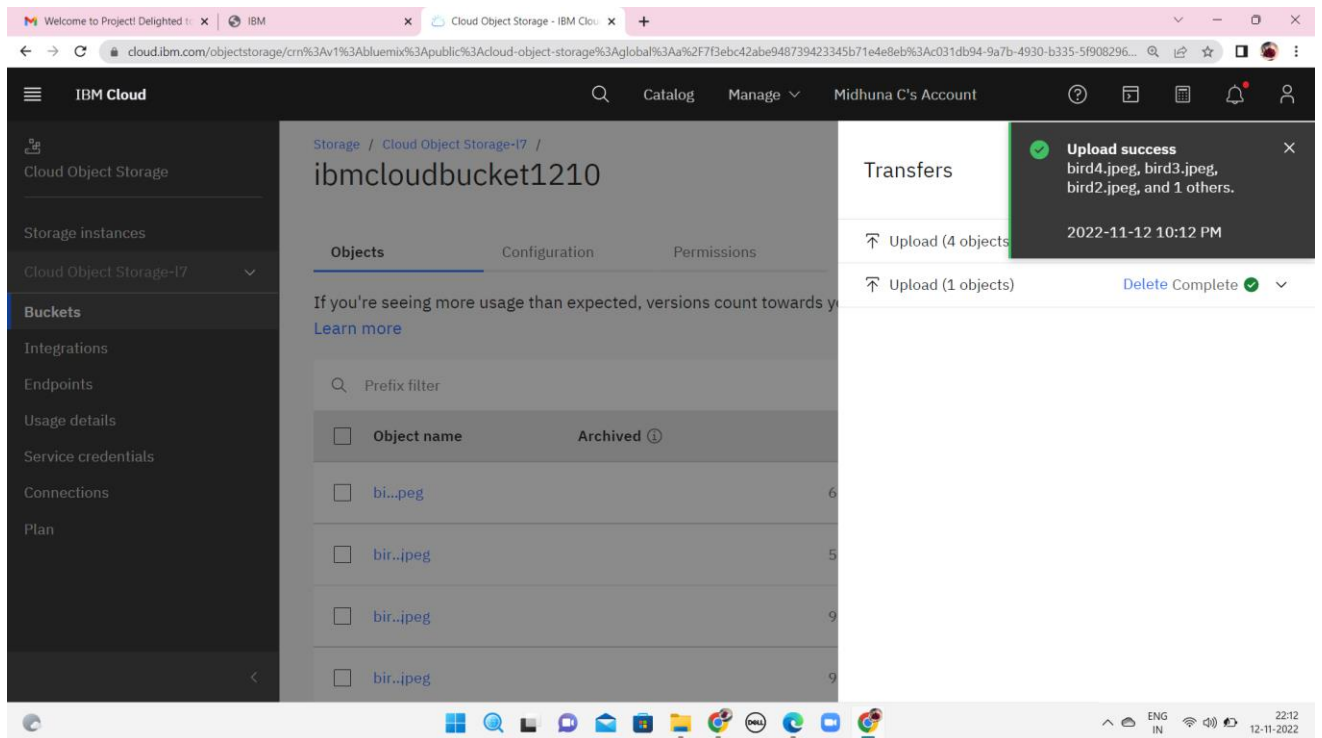 Welcome to Project! Delighted to
IBM
Cloud Object Storage - IBM Clou
cloud.ibm.com/objectstorage/crn%3Av1%3Abluemix%3Apublic%3Acloud-object-storage%3Aglobal%3Aa%2F7f3ebc42abe948739423345b71e4e8eb%3Ac031db94-9a7b-4930-b335-5f908296...
IBM Cloud
Catalog
Manage
Midhuna C's Account
Cloud Object Storage
Storage instances
Cloud Object Storage-l7
Buckets
Integrations
Endpoints
Usage details
Service credentials
Connections
Plan
Storage / Cloud Object Storage-l7 /
ibmcloudbucket1210
Objects
Configuration
Permissions
If you're seeing more usage than expected, versions count towards y
Learn more
Prefix filter
Object name
Archived
bi...peg
6
bir..jpeg
5
bir..jpeg
9
bir..jpeg
9
Transfers
Upload (4 objects
Upload (1 objects)
Delete Complete
Upload success
bird4.jpeg, bird3.jpeg,
bird2.jpeg, and 1 others.
2022-11-12 10:12 PM
DELL
ENG
IN
22:12
12-11-2022